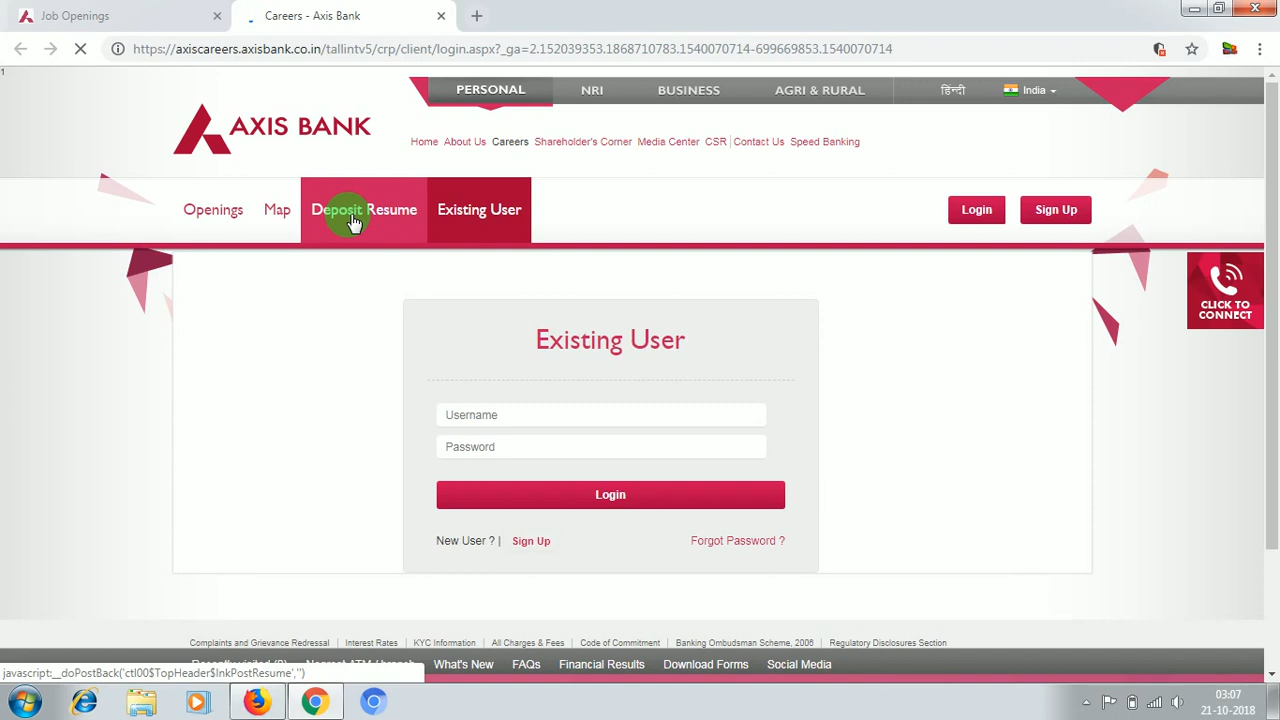 Job Openings
Careers - Axis Bank
https://axiscareers.axisbank.co.in/tallintv5/crp/client/login.aspx?_ga=2.152039353.1868710783.1540070714-699669853.1540070714
1
PERSONAL NRI BUSINESS AGRI & RURAL हिन्दी India
AXIS BANK
Home About Us Careers Shareholder's Corner Media Center CSR Contact Us Speed Banking
Openings Map Deposit Resume Existing User Login Sign Up
CLICK TO
CONNECT
Existing User
Username
Password
Login
New User ? | Sign Up Forgot Password ?
Complaints and Grievance Redressal Interest Rates KYC Information All Charges & Fees Code of Commitment Banking Ombudsman Scheme, 2006 Regulatory Disclosures Section
What's New FAQs Financial Results Download Forms Social Media
javascript:__doPostBack('ctl00$TopHeader$lnkPostResume','')
03:07
21-10-2018